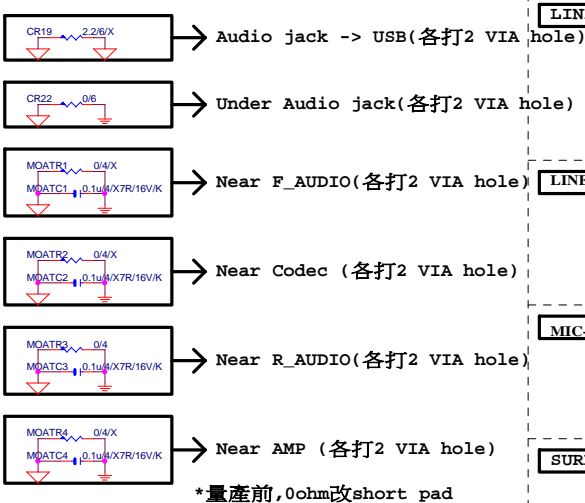 LIN
CR19 2.2/6/X
Audio jack -> USB(各打2 VIA hole)
CR22 0/6
Under Audio jack(各打2 VIA hole)
MOATR1 0/4/X
MOATC1 0.1u/4/X7R/16V/K
Near F_AUDIO(各打2 VIA hole)
LINE
MOATR2 0/4/X
MOATC2 0.1u/4/X7R/16V/K
Near Codec (各打2 VIA hole)
MIC-
MOATR3 0/4
MOATC3 0.1u/4/X7R/16V/K
Near R_AUDIO(各打2 VIA hole)
MOATR4 0/4/X
MOATC4 0.1u/4/X7R/16V/K
Near AMP (各打2 VIA hole)
SUR
*量產前,0ohm改short pad